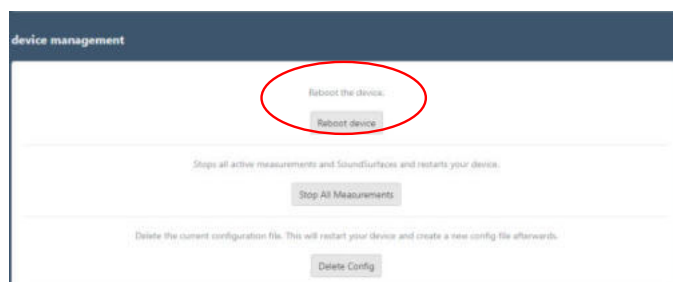 device management
Reboot the device.
Reboot device
Stops all active measurements and SoundSurfaces and restarts your device.
Stop All Measurements
Delete the current configuration file. This will restart your device and create a new config file afterwards.
Delete Config